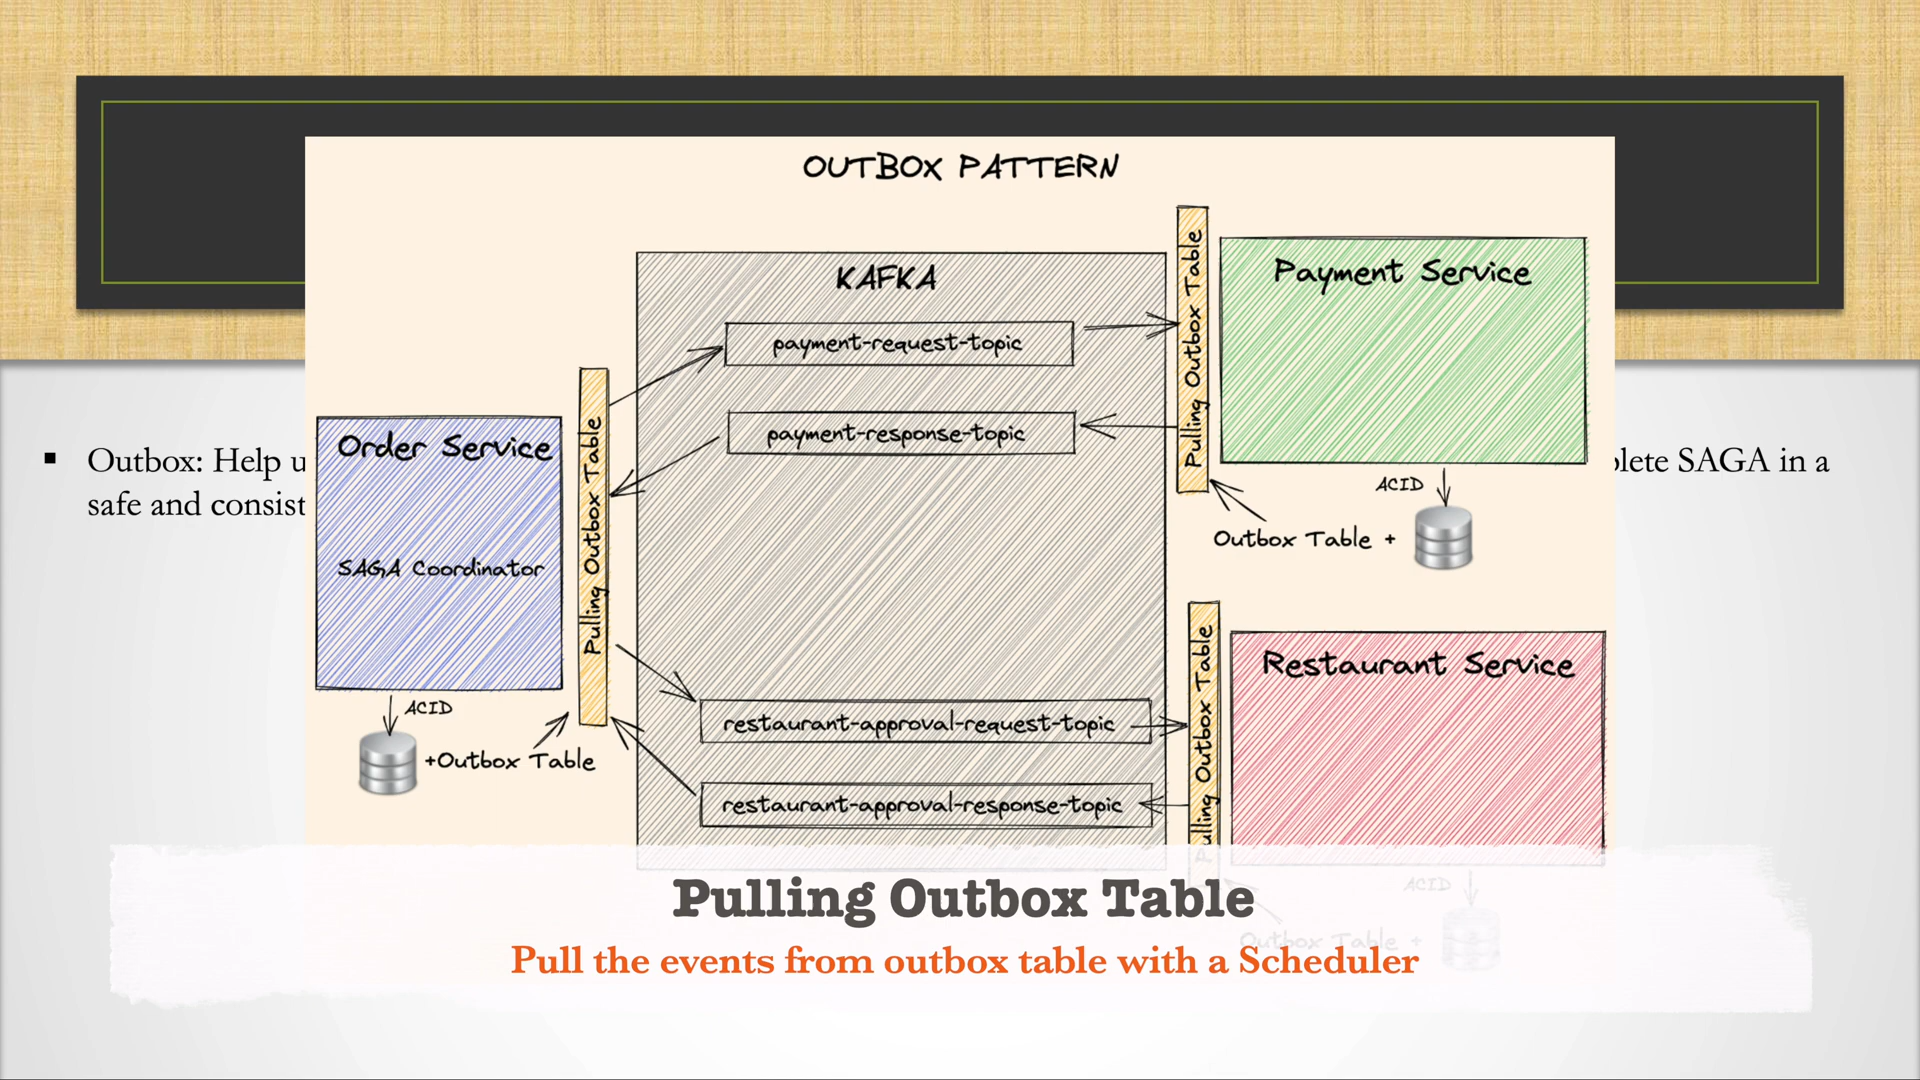 OUTBOX PATTERN
KAFKA
payment-request-topic
payment-response-topic
restaurant-approval-request-topic
restaurant-approval-response-topic
Order Service
SAGA Coordinator
ACID
+Outbox Table
Pulling Outbox Table
Pulling Outbox Table
Payment Service
ACID
Outbox Table +
Pulling Outbox Table
Restaurant Service
ACID
Outbox Table +
▪ Outbox: Help u
plete SAGA in a
safe and consist
Pulling Outbox Table
Pull the events from outbox table with a Scheduler